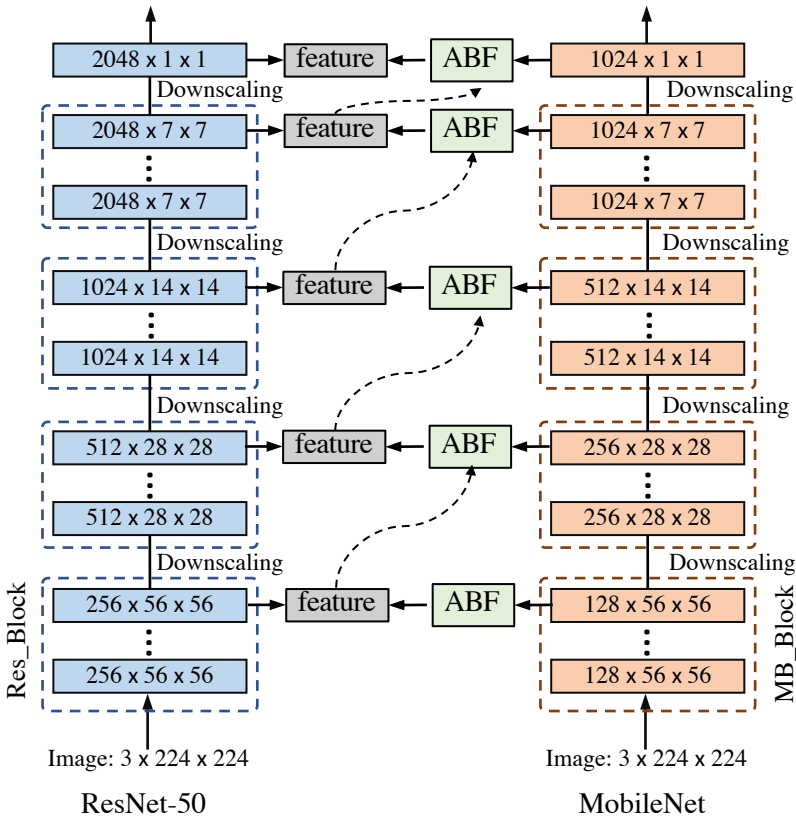 2048 x 1 x 1
feature
ABF
1024 x 1 x 1
Downscaling
Downscaling
2048 x 7 x 7
feature
ABF
1024 x 7 x 7
2048 x 7 x 7
1024 x 7 x 7
Downscaling
Downscaling
1024 x 14 x 14
feature
ABF
512 x 14 x 14
1024 x 14 x 14
512 x 14 x 14
Downscaling
Downscaling
512 x 28 x 28
feature
ABF
256 x 28 x 28
512 x 28 x 28
256 x 28 x 28
Downscaling
Downscaling
Res_Block
256 x 56 x 56
feature
ABF
128 x 56 x 56
MB_Block
256 x 56 x 56
128 x 56 x 56
Image: 3 x 224 x 224
Image: 3 x 224 x 224
ResNet-50
MobileNet